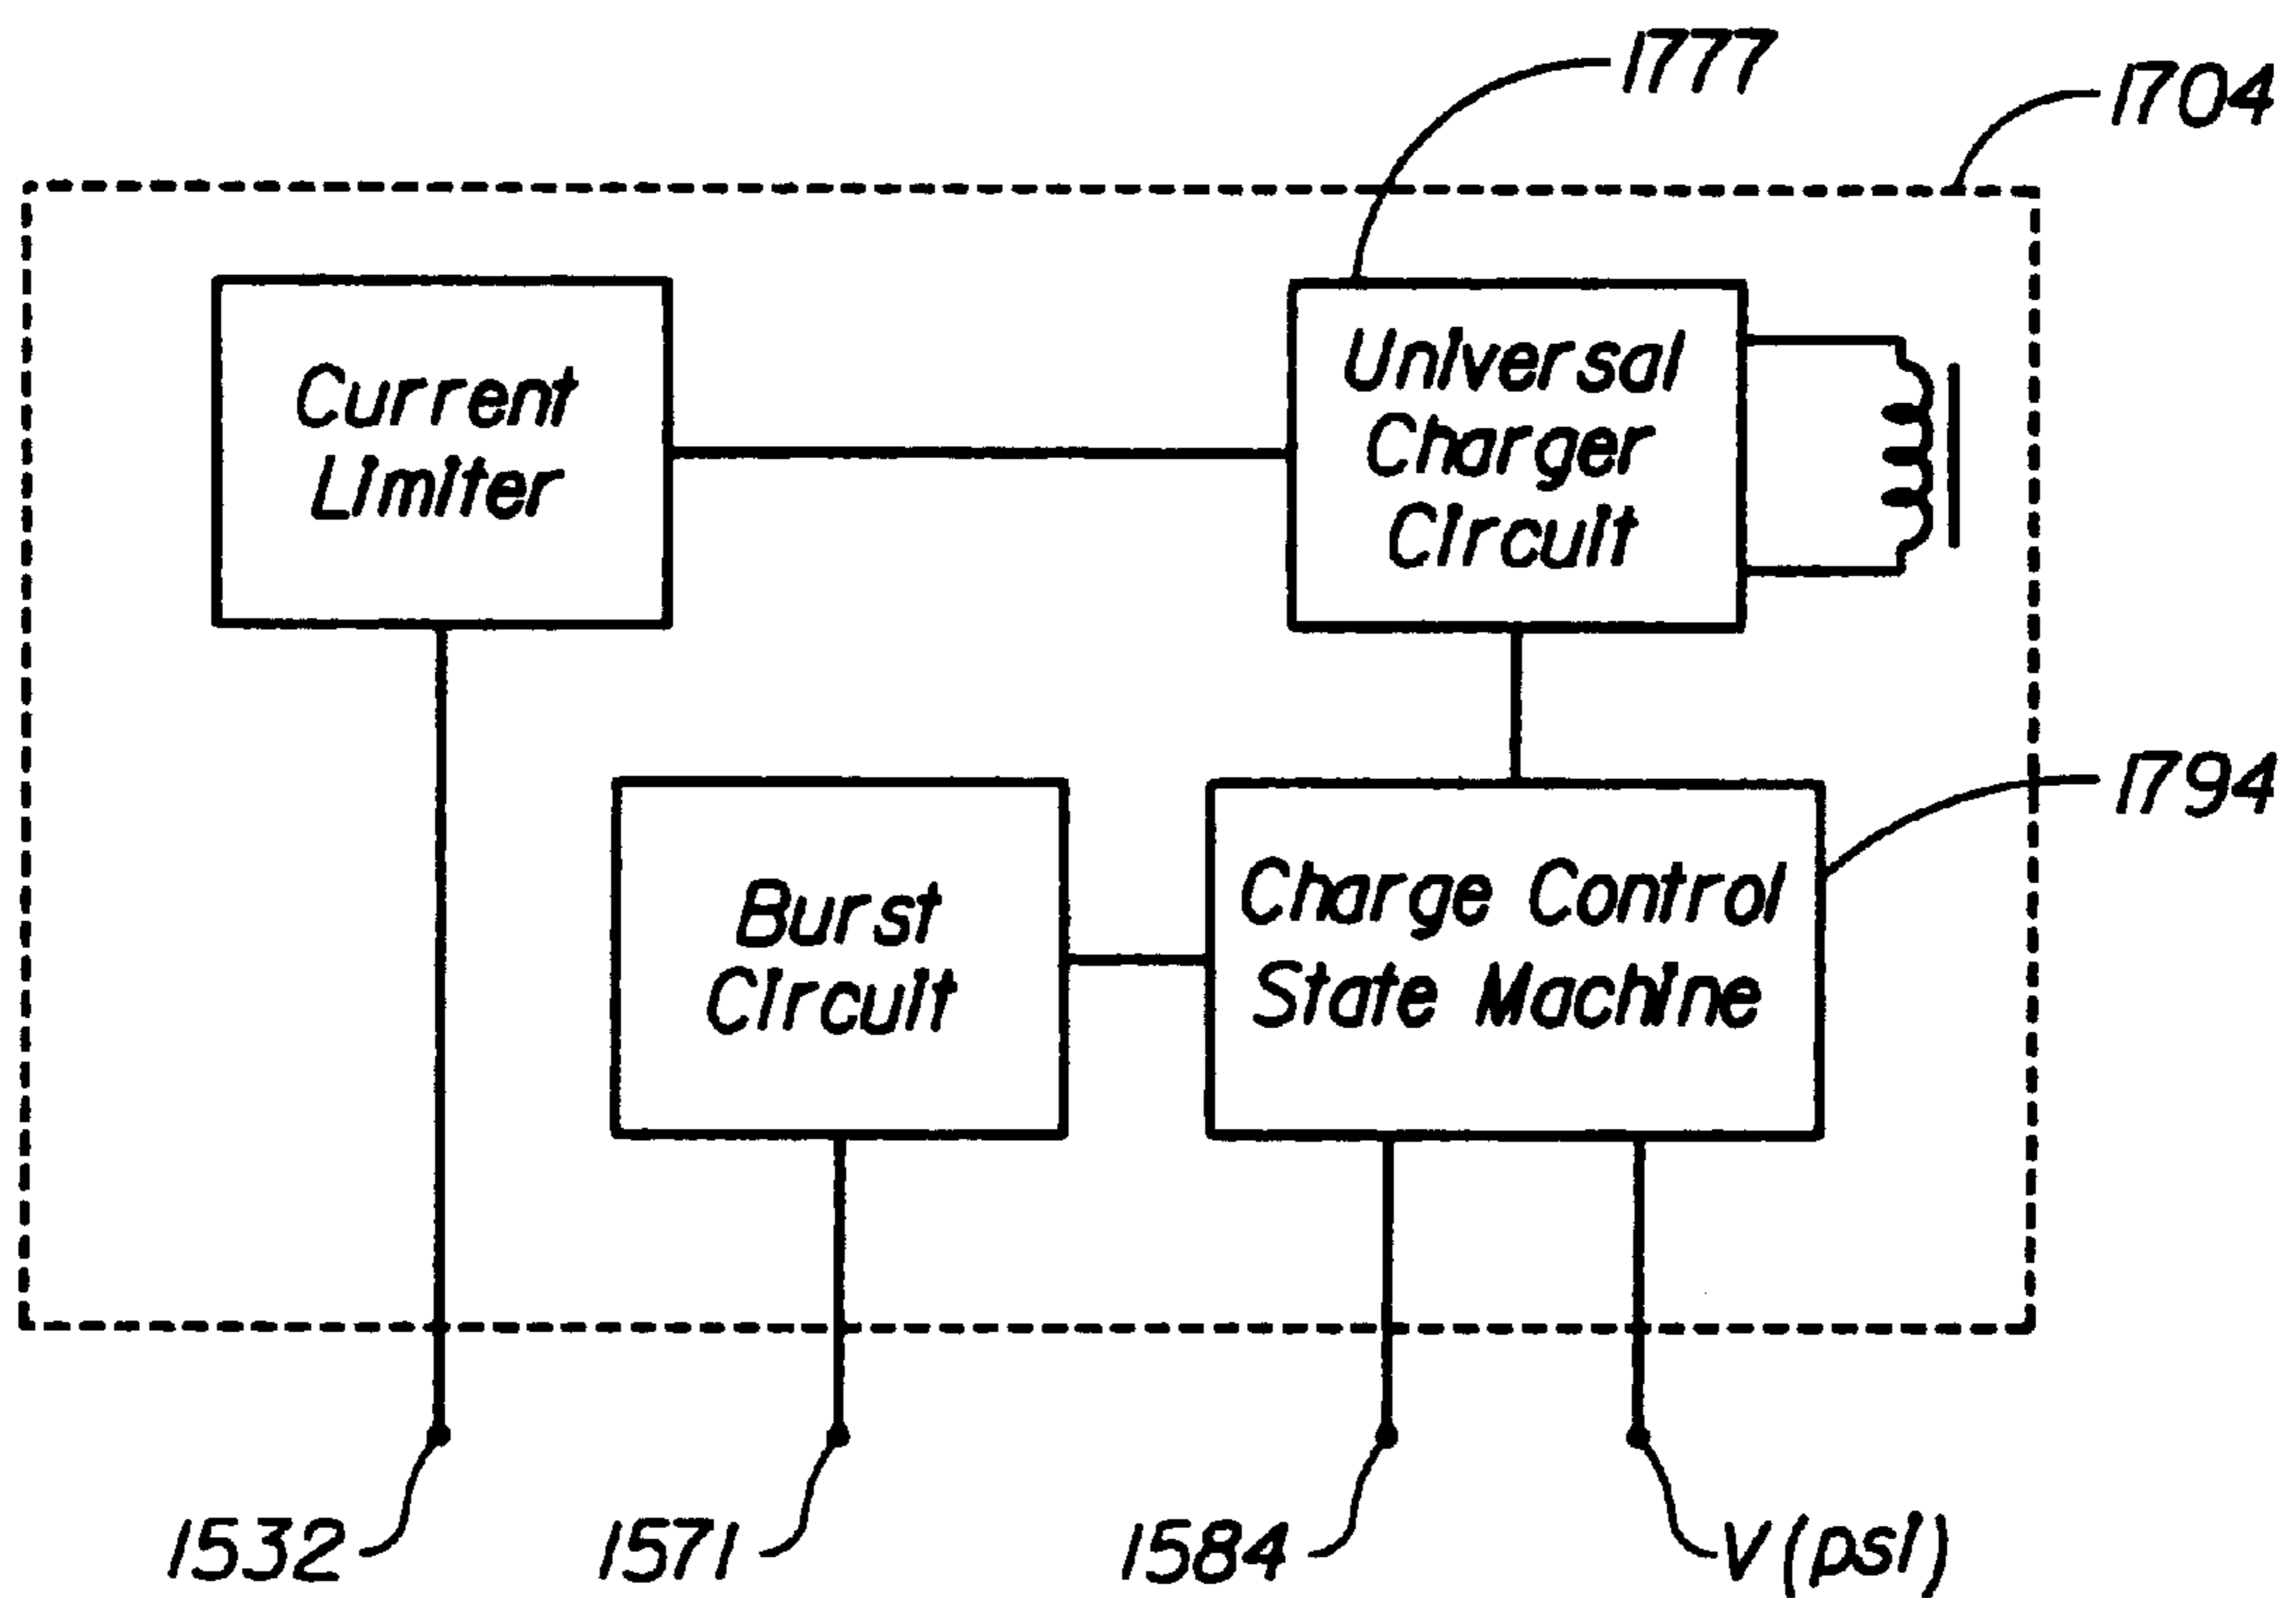 1777
1704
Current
Limiter
Universal
Charger
Circuit
1794
Burst
Circuit
Charge Control
State Machine
1532
1571
1584
V(psi)